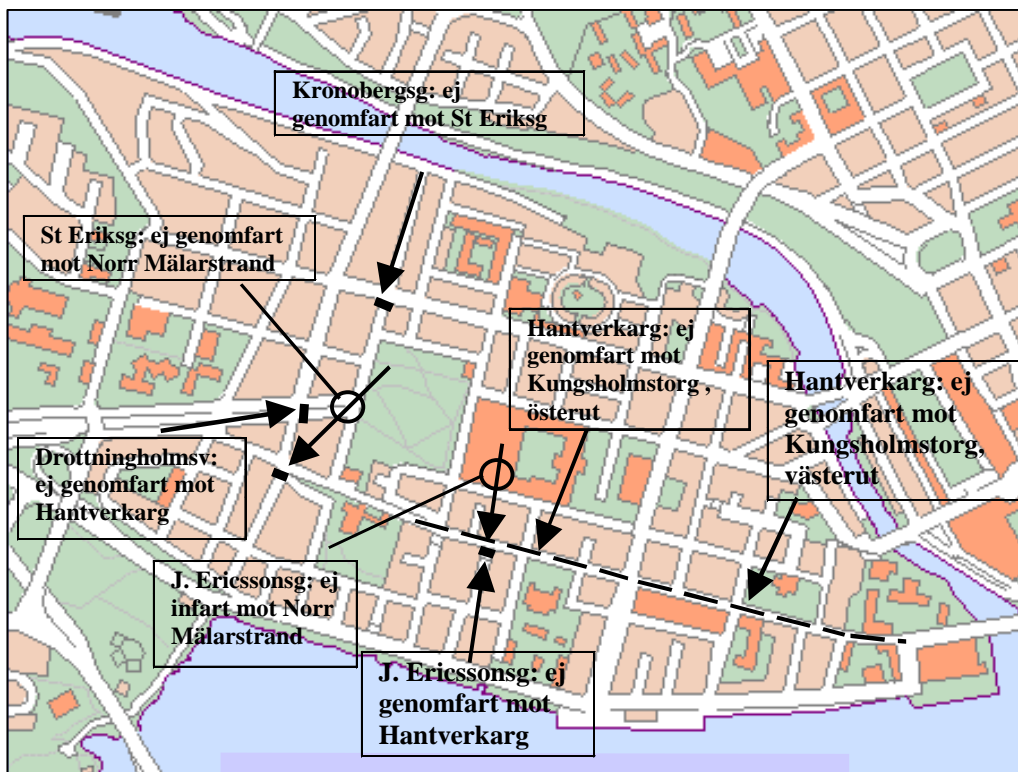 Kronobergsg: ej
genomfart mot St Eriksg
St Eriksg: ej genomfart
mot Norr Mälarstrand
Hantverkarg: ej
genomfart mot
Kungsholmstorg ,
österut
Hantverkarg: ej
genomfart mot
Kungsholmstorg,
västerut
Drottningholmsv:
ej genomfart mot
Hantverkarg
J. Ericssonsg: ej
infart mot Norr
Mälarstrand
J. Ericssonsg: ej
genomfart mot
Hantverkarg